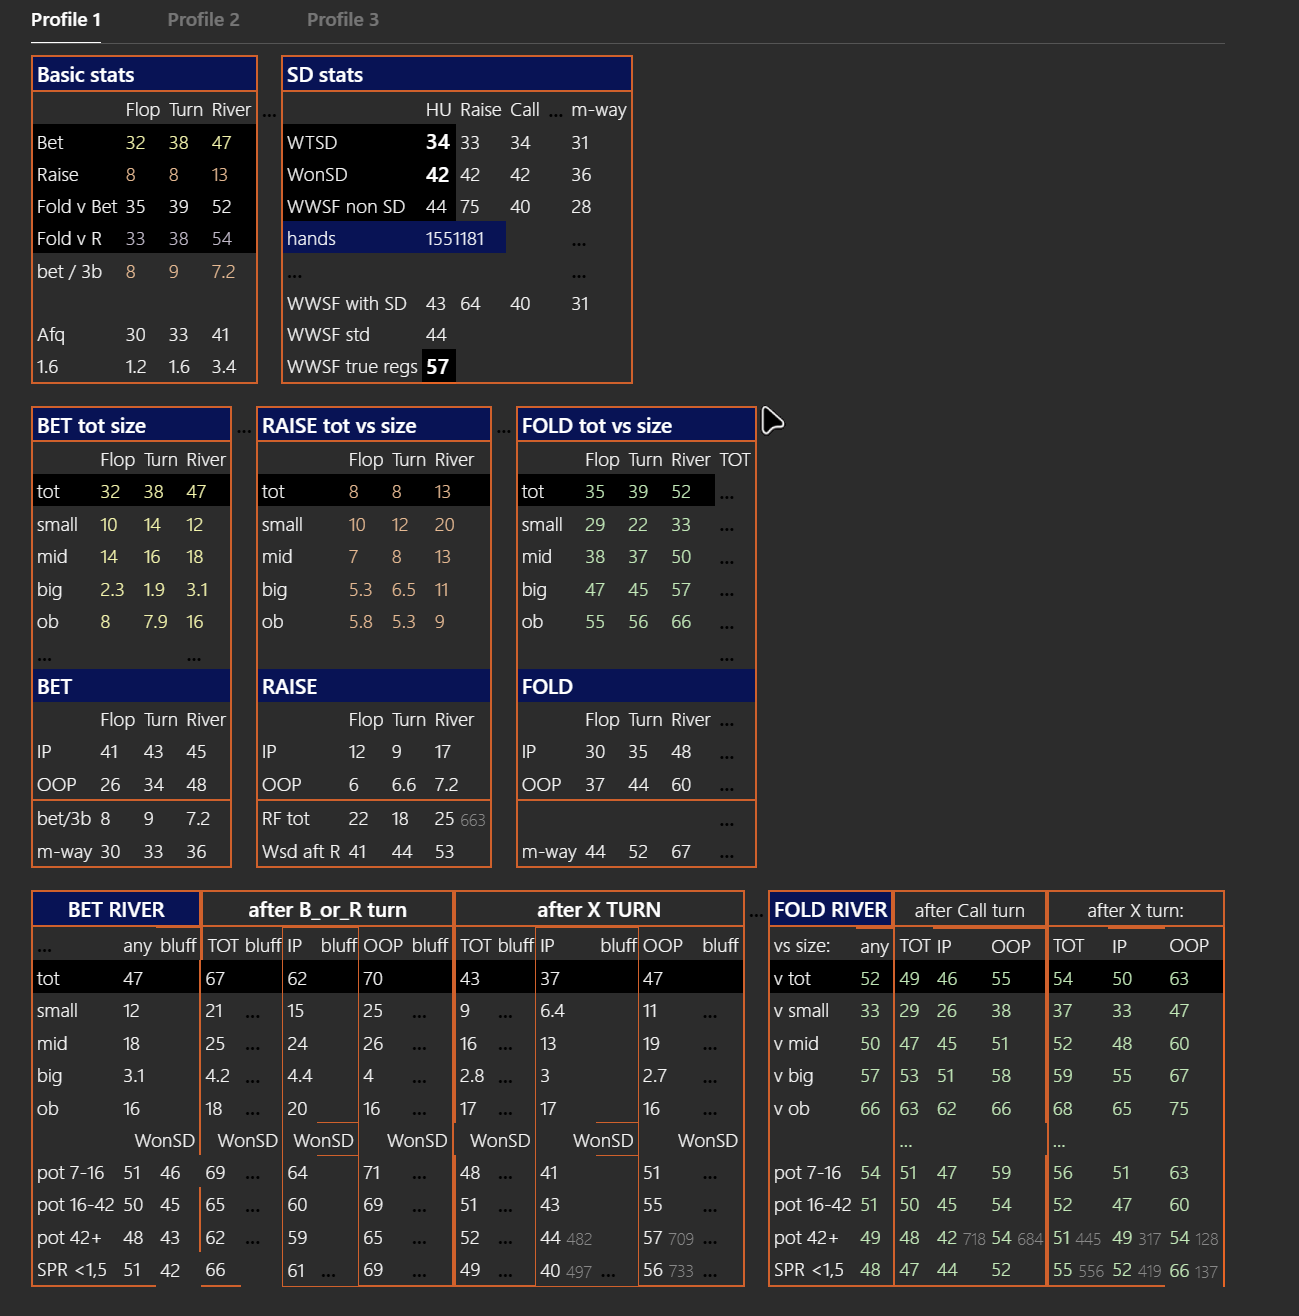 Profile 1 Profile 2 Profile 3
Basic stats
Flop Turn River ...
Bet 32 38 47
Raise 8 8 13
Fold v Bet 35 39 52
Fold v R 33 38 54
bet / 3b 8 9 7.2
Afq 30 33 41
1.6 1.2 1.6 3.4
SD stats
HU Raise Call ... m-way
WTSD 34 33 34 31
WonSD 42 42 42 36
WWSF non SD 44 75 40 28
hands 1551181 ...
... ...
WWSF with SD 43 64 40 31
WWSF std 44
WWSF true regs 57
BET tot size ...
Flop Turn River
tot 32 38 47
small 10 14 12
mid 14 16 18
big 2.3 1.9 3.1
ob 8 7.9 16
... ...
BET
Flop Turn River
IP 41 43 45
OOP 26 34 48
bet/3b 8 9 7.2
m-way 30 33 36
RAISE tot vs size ...
Flop Turn River
tot 8 8 13
small 10 12 20
mid 7 8 13
big 5.3 6.5 11
ob 5.8 5.3 9
RAISE
Flop Turn River
IP 12 9 17
OOP 6 6.6 7.2
RF tot 22 18 25 663
Wsd aft R 41 44 53
FOLD tot vs size
Flop Turn River TOT
tot 35 39 52 ...
small 29 22 33 ...
mid 38 37 50 ...
big 47 45 57 ...
ob 55 56 66 ...
...
FOLD
Flop Turn River ...
IP 30 35 48 ...
OOP 37 44 60 ...
...
m-way 44 52 67 ...
BET RIVER after B_or_R turn after X TURN ...
... any bluff TOT bluff IP bluff OOP bluff TOT bluff IP bluff OOP bluff
tot 47 67 62 70 43 37 47
small 12 21 ... 15 25 ... 9 ... 6.4 11 ...
mid 18 25 ... 24 26 ... 16 ... 13 19 ...
big 3.1 4.2 ... 4.4 4 ... 2.8 ... 3 2.7 ...
ob 16 18 ... 20 16 ... 17 ... 17 16 ...
WonSD WonSD WonSD WonSD WonSD WonSD WonSD
pot 7-16 51 46 69 ... 64 71 ... 48 ... 41 51 ...
pot 16-42 50 45 65 ... 60 69 ... 51 ... 43 55 ...
pot 42+ 48 43 62 ... 59 65 ... 52 ... 44 482 57 709 ...
SPR <1,5 51 42 66 61 ... 69 ... 49 ... 40 497 ... 56 733 ...
FOLD RIVER after Call turn after X turn:
vs size: any TOT IP OOP TOT IP OOP
v tot 52 49 46 55 54 50 63
v small 33 29 26 38 37 33 47
v mid 50 47 45 51 52 48 60
v big 57 53 51 58 59 55 67
v ob 66 63 62 66 68 65 75
... ...
pot 7-16 54 51 47 59 56 51 63
pot 16-42 51 50 45 54 52 47 60
pot 42+ 49 48 42 718 54 684 51 445 49 317 54 128
SPR <1,5 48 47 44 52 55 556 52 419 66 137